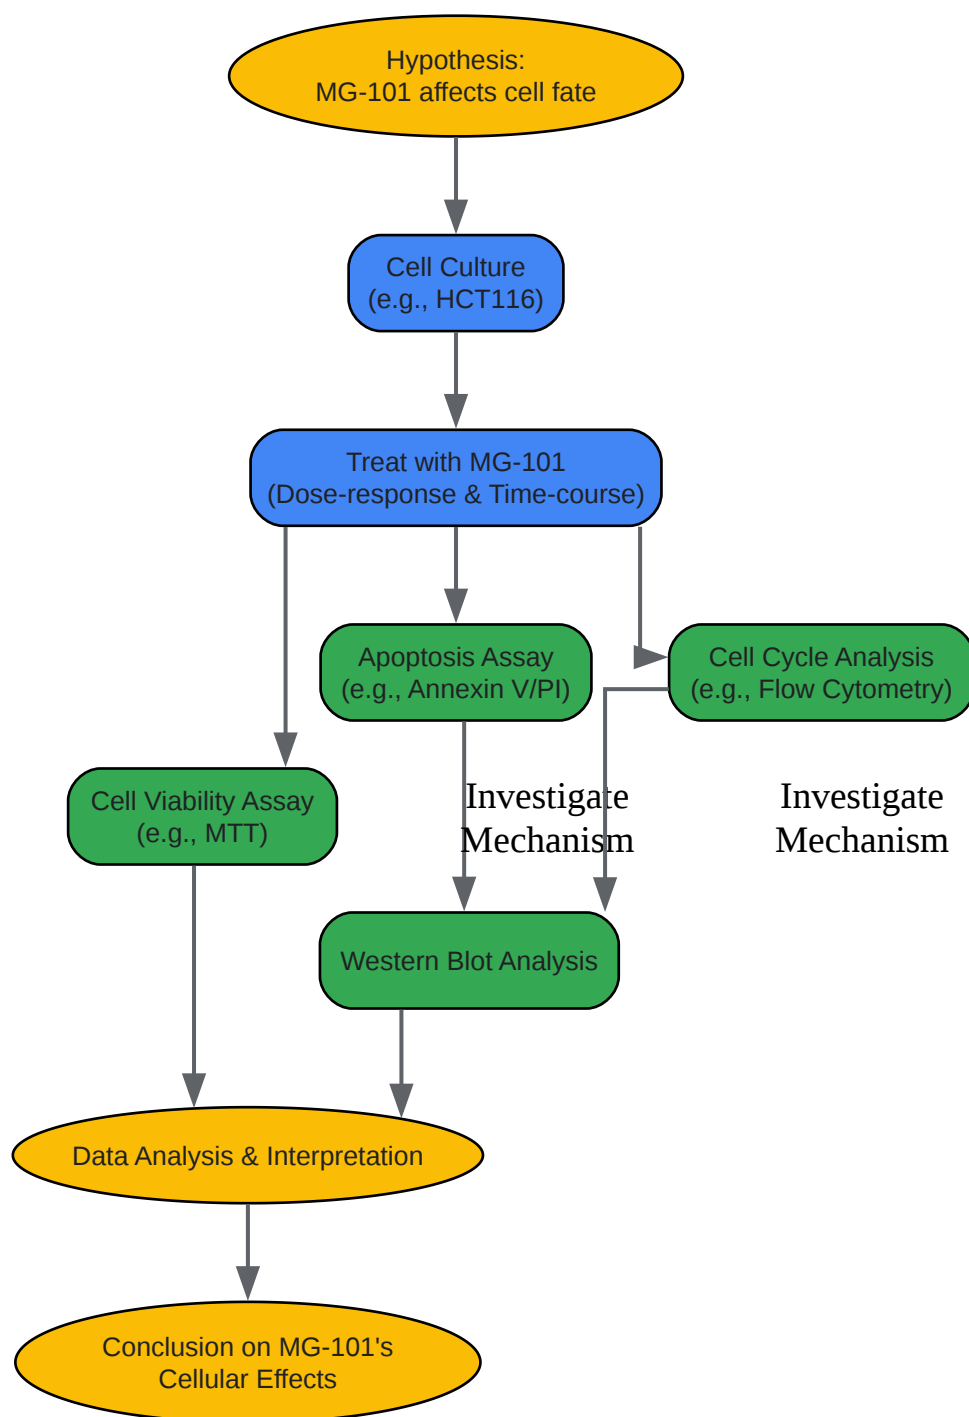 Hypothesis:
MG-101 affects cell fate
Cell Culture
(e.g., HCT116)
Treat with MG-101
(Dose-response & Time-course)
Apoptosis Assay
(e.g., Annexin V/PI)
Cell Cycle Analysis
(e.g., Flow Cytometry)
Cell Viability Assay
(e.g., MTT)
Investigate
Mechanism
Investigate
Mechanism
Western Blot Analysis
Data Analysis & Interpretation
Conclusion on MG-101's
Cellular Effects